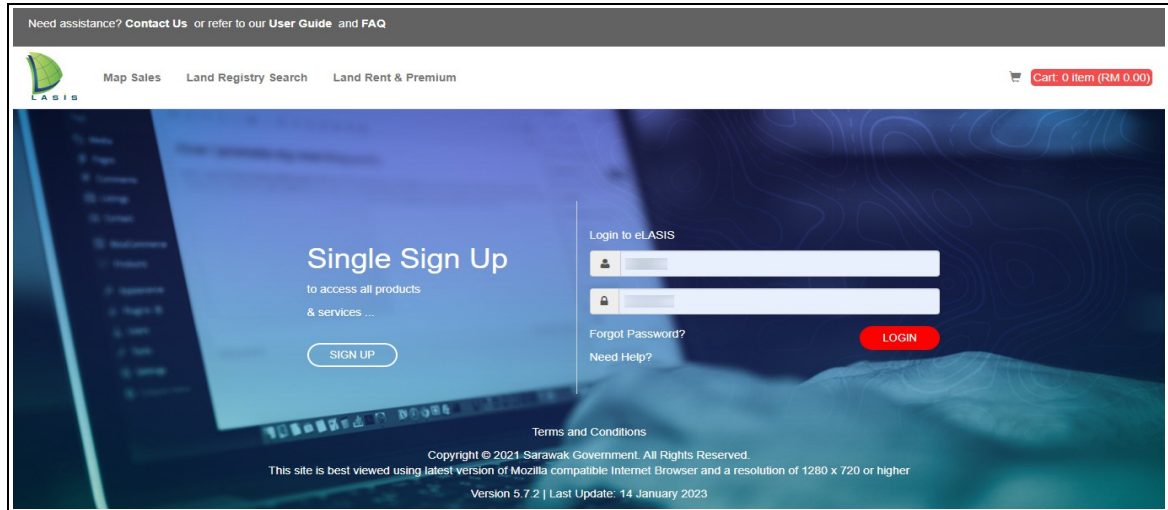 Need assistance? Contact Us or refer to our User Guide and FAQ
LASIS
Map Sales Land Registry Search Land Rent & Premium
Cart: 0 item (RM 0.00)
Login to eLASIS
Single Sign Up
to access all products
& services ...
SIGN UP
Forgot Password?
LOGIN
Need Help?
Terms and Conditions
Copyright © 2021 Sarawak Government. All Rights Reserved.
This site is best viewed using latest version of Mozilla compatible Internet Browser and a resolution of 1280 x 720 or higher
Version 5.7.2 | Last Update: 14 January 2023